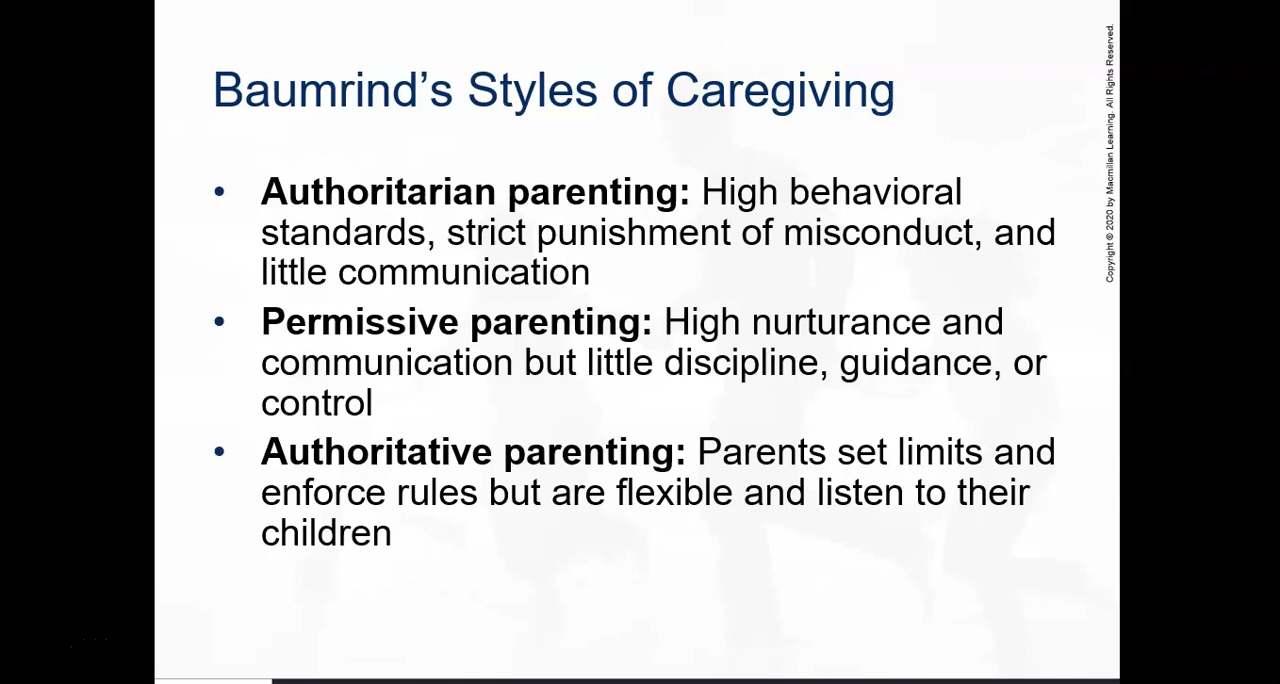 Baumrind’s Styles of Caregiving
• Authoritarian parenting: High behavioral
standards, strict punishment of misconduct, and
little communication
• Permissive parenting: High nurturance and
communication but little discipline, guidance, or
control
• Authoritative parenting: Parents set limits and
enforce rules but are flexible and listen to their
children
Copyright © 2020 by Macmillan Learning. All Rights Reserved.